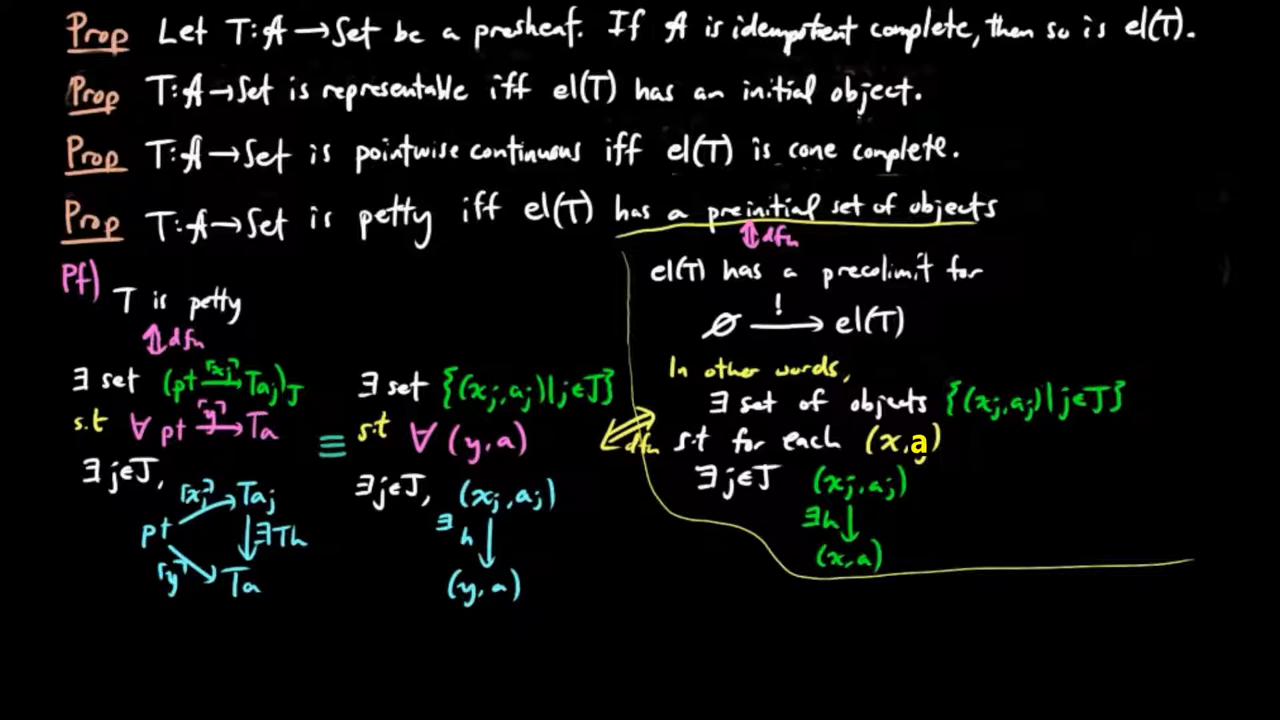 Prop Let T:A→Set be a presheaf. If A is idempotent complete, then so is el(T).
Prop T:A→Set is representable iff el(T) has an initial object.
Prop T:A→Set is pointwise continuous iff el(T) is cone complete.
Prop T:A→Set is petty iff el(T) has a preinitial set of objects
⇕ dfn
Pf) T is petty
⇕ dfn
∃ set (pt –⌜xj⌝→ Taj)J
s.t ∀ pt –⌜y⌝→ Ta
∃ j∈J,
⌜xj⌝ Taj
pt ∃Th
⌜y⌝ Ta
≡
∃ set {(xj, aj) | j∈J}
s.t ∀ (y, a)
∃ j∈J, (xj, aj)
∃ h ↓
(y, a)
⇔ dfn
el(T) has a precolimit for
∅ –!→ el(T)
In other words,
∃ set of objects {(xj, aj) | j∈J}
s.t for each (x, a)
∃ j∈J (xj, aj)
∃h ↓
(x, a)